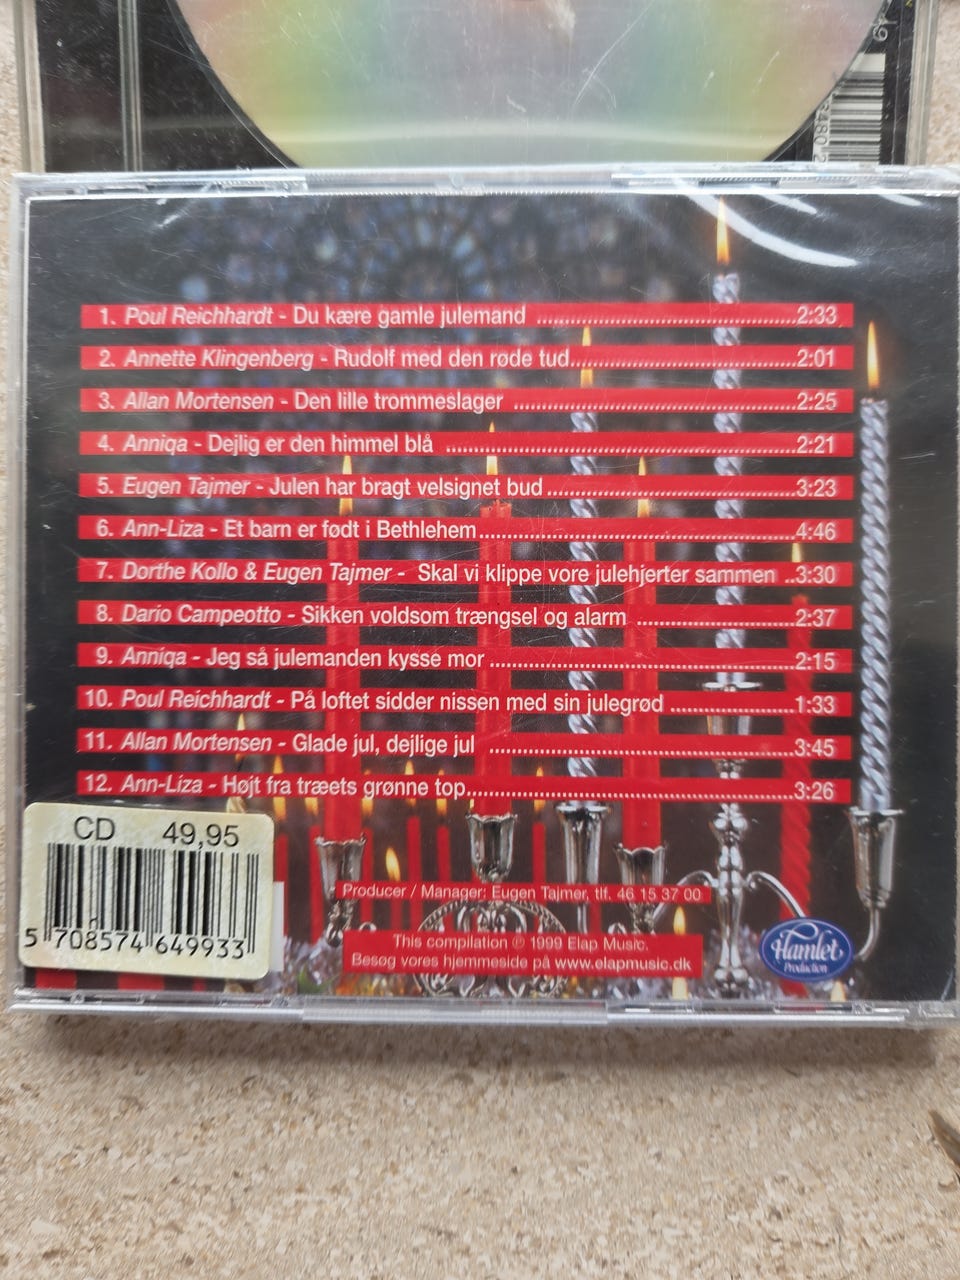 1. Poul Reichhardt - Du kære gamle julemand ........ 2:33
2. Annette Klingenberg - Rudolf med den røde tud ........ 2:01
3. Allan Mortensen - Den lille trommeslager ........ 2:25
4. Anniqa - Dejlig er den himmel blå ........ 2:21
5. Eugen Tajmer - Julen har bragt velsignet bud ........ 3:23
6. Ann-Liza - Et barn er født i Bethlehem ........ 4:46
7. Dorthe Kollo & Eugen Tajmer - Skal vi klippe vore julehjerter sammen .. 3:30
8. Dario Campeotto - Sikken voldsom trængsel og alarm ........ 2:37
9. Anniqa - Jeg så julemanden kysse mor ........ 2:15
10. Poul Reichhardt - På loftet sidder nissen med sin julegrød ........ 1:33
11. Allan Mortensen - Glade jul, dejlige jul ........ 3:45
12. Ann-Liza - Højt fra træets grønne top ........ 3:26
CD 49,95
5 708574 649933
Producer / Manager: Eugen Tajmer, tlf. 46 15 37 00
This compilation ℗ 1999 Elap Music.
Besøg vores hjemmeside på www.elapmusic.dk
Hamlet
Production